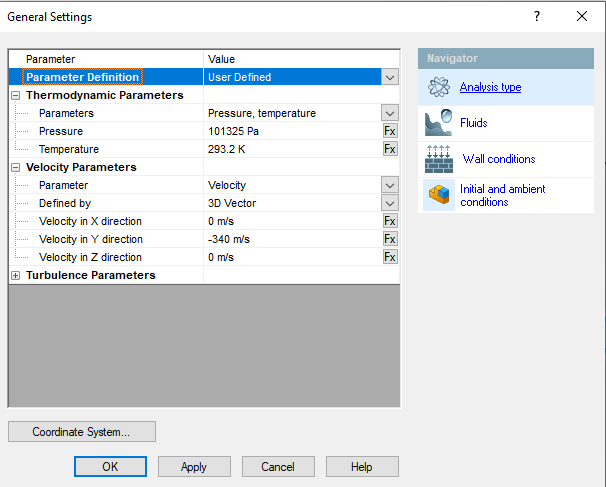 General Settings
?
Parameter Value
Parameter Definition User Defined
Thermodynamic Parameters
Parameters Pressure, temperature
Pressure 101325 Pa Fx
Temperature 293.2 K Fx
Velocity Parameters
Parameter Velocity
Defined by 3D Vector
Velocity in X direction 0 m/s Fx
Velocity in Y direction -340 m/s Fx
Velocity in Z direction 0 m/s Fx
Turbulence Parameters
Navigator
Analysis type
Fluids
Wall conditions
Initial and ambient
conditions
Coordinate System...
OK Apply Cancel Help